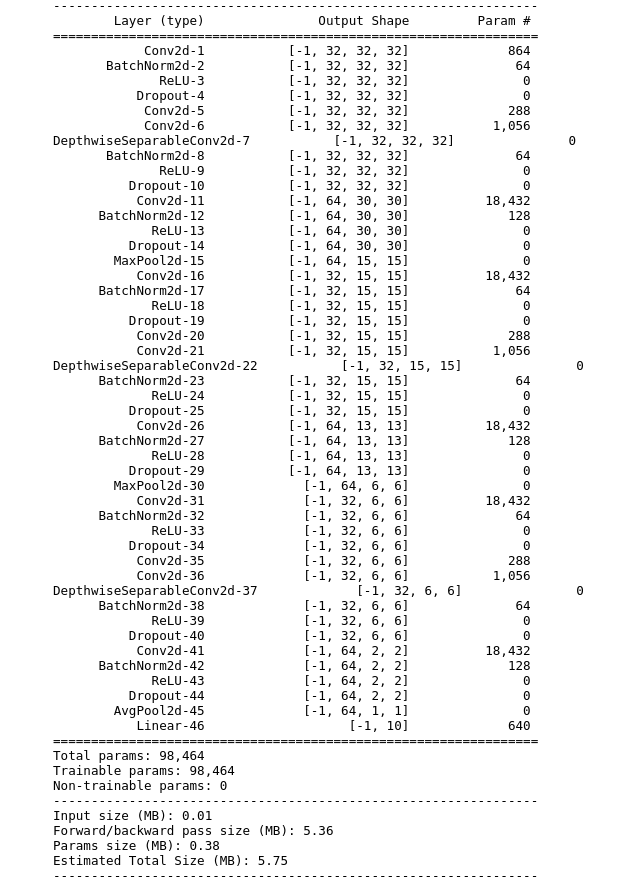 ----------------------------------------------------------------
        Layer (type)               Output Shape         Param #
================================================================
            Conv2d-1           [-1, 32, 32, 32]             864
       BatchNorm2d-2           [-1, 32, 32, 32]              64
              ReLU-3           [-1, 32, 32, 32]               0
           Dropout-4           [-1, 32, 32, 32]               0
            Conv2d-5           [-1, 32, 32, 32]             288
            Conv2d-6           [-1, 32, 32, 32]           1,056
DepthwiseSeparableConv2d-7           [-1, 32, 32, 32]               0
       BatchNorm2d-8           [-1, 32, 32, 32]              64
              ReLU-9           [-1, 32, 32, 32]               0
          Dropout-10           [-1, 32, 32, 32]               0
           Conv2d-11           [-1, 64, 30, 30]          18,432
      BatchNorm2d-12           [-1, 64, 30, 30]             128
             ReLU-13           [-1, 64, 30, 30]               0
          Dropout-14           [-1, 64, 30, 30]               0
        MaxPool2d-15           [-1, 64, 15, 15]               0
           Conv2d-16           [-1, 32, 15, 15]          18,432
      BatchNorm2d-17           [-1, 32, 15, 15]              64
             ReLU-18           [-1, 32, 15, 15]               0
          Dropout-19           [-1, 32, 15, 15]               0
           Conv2d-20           [-1, 32, 15, 15]             288
           Conv2d-21           [-1, 32, 15, 15]           1,056
DepthwiseSeparableConv2d-22           [-1, 32, 15, 15]               0
      BatchNorm2d-23           [-1, 32, 15, 15]              64
             ReLU-24           [-1, 32, 15, 15]               0
          Dropout-25           [-1, 32, 15, 15]               0
           Conv2d-26           [-1, 64, 13, 13]          18,432
      BatchNorm2d-27           [-1, 64, 13, 13]             128
             ReLU-28           [-1, 64, 13, 13]               0
          Dropout-29           [-1, 64, 13, 13]               0
        MaxPool2d-30             [-1, 64, 6, 6]               0
           Conv2d-31             [-1, 32, 6, 6]          18,432
      BatchNorm2d-32             [-1, 32, 6, 6]              64
             ReLU-33             [-1, 32, 6, 6]               0
          Dropout-34             [-1, 32, 6, 6]               0
           Conv2d-35             [-1, 32, 6, 6]             288
           Conv2d-36             [-1, 32, 6, 6]           1,056
DepthwiseSeparableConv2d-37             [-1, 32, 6, 6]               0
      BatchNorm2d-38             [-1, 32, 6, 6]              64
             ReLU-39             [-1, 32, 6, 6]               0
          Dropout-40             [-1, 32, 6, 6]               0
           Conv2d-41             [-1, 64, 2, 2]          18,432
      BatchNorm2d-42             [-1, 64, 2, 2]             128
             ReLU-43             [-1, 64, 2, 2]               0
          Dropout-44             [-1, 64, 2, 2]               0
        AvgPool2d-45             [-1, 64, 1, 1]               0
           Linear-46                   [-1, 10]             640
================================================================
Total params: 98,464
Trainable params: 98,464
Non-trainable params: 0
----------------------------------------------------------------
Input size (MB): 0.01
Forward/backward pass size (MB): 5.36
Params size (MB): 0.38
Estimated Total Size (MB): 5.75
----------------------------------------------------------------